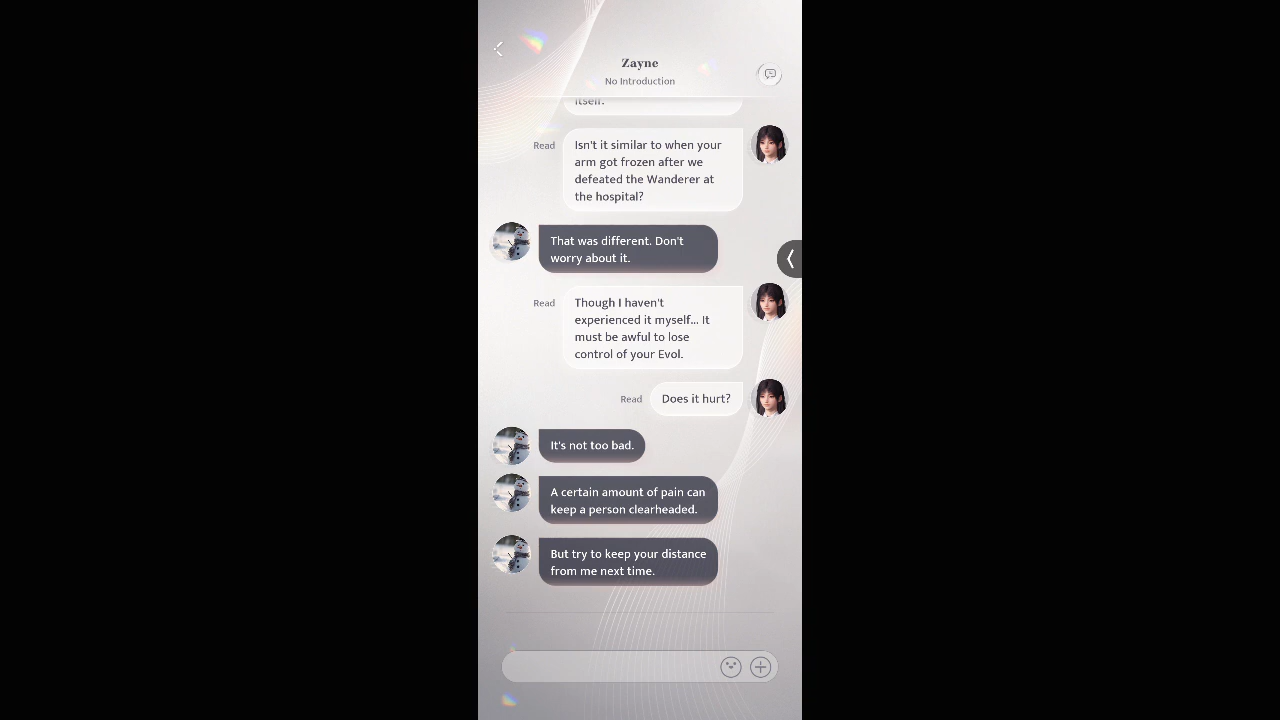 Zayne
No Introduction
itself.
Read
Isn't it similar to when your
arm got frozen after we
defeated the Wanderer at
the hospital?
That was different. Don't
worry about it.
Read
Though I haven't
experienced it myself... It
must be awful to lose
control of your Evol.
Read
Does it hurt?
It's not too bad.
A certain amount of pain can
keep a person clearheaded.
But try to keep your distance
from me next time.